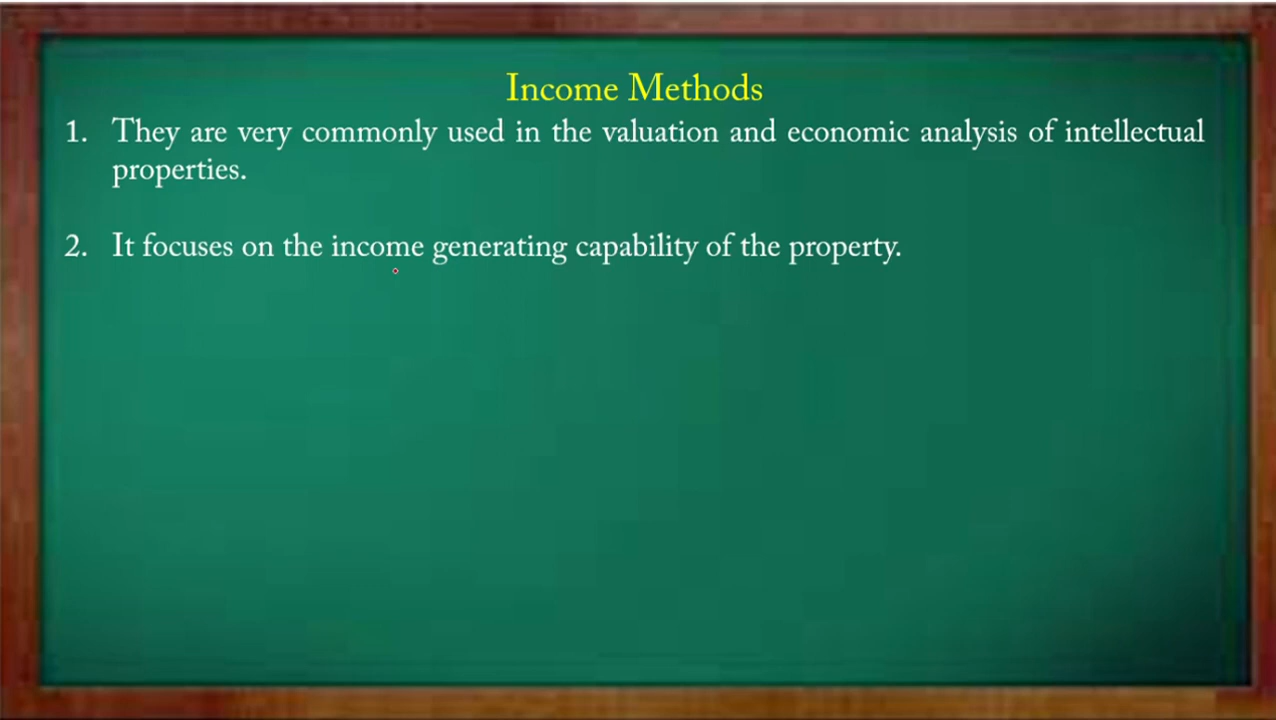 Income Methods
1. They are very commonly used in the valuation and economic analysis of intellectual
properties.
2. It focuses on the income generating capability of the property.